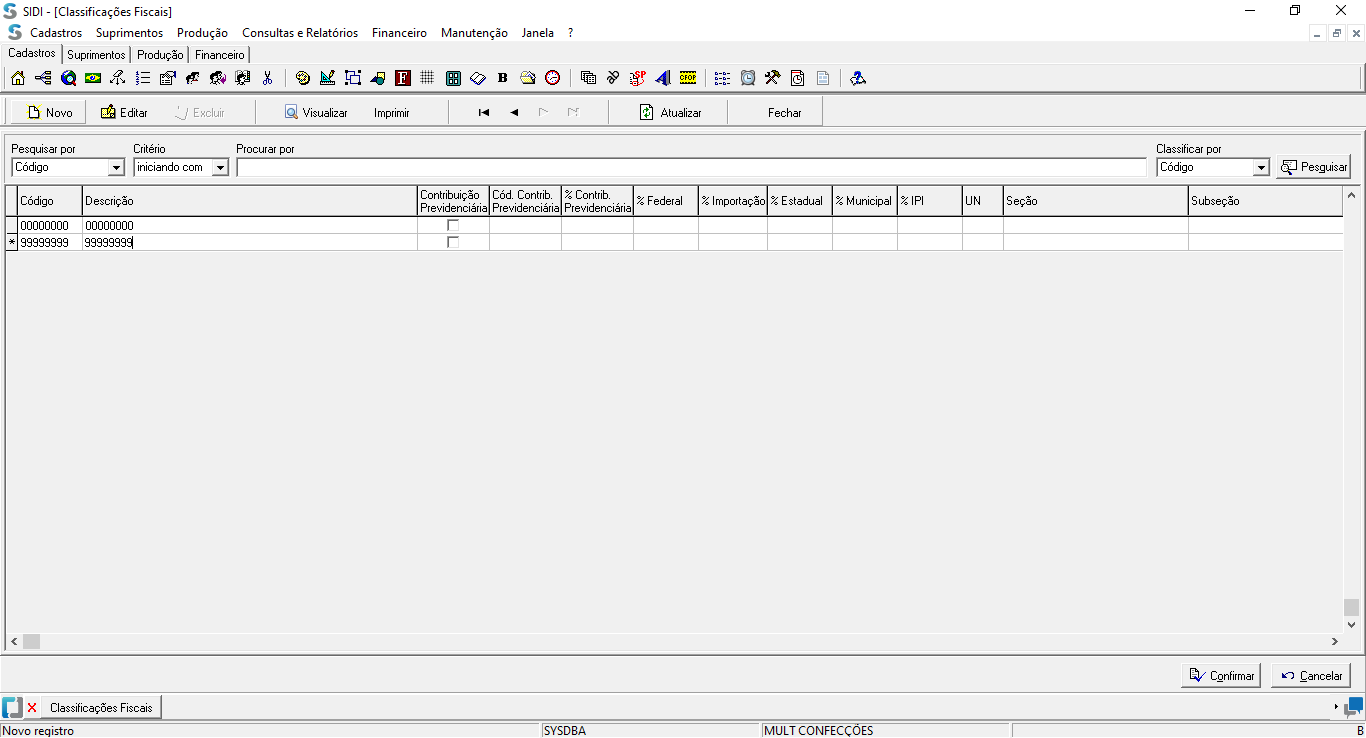 SIDI - [Classificações Fiscais]
Cadastros Suprimentos Produção Consultas e Relatórios Financeiro Manutenção Janela ?
Cadastros Suprimentos Produção Financeiro
F B SP CFOP
Novo Editar Excluir Visualizar Imprimir Atualizar Fechar
Pesquisar por Critério Procurar por Classificar por
Código iniciando com Código Pesquisar
Código Descrição Contribuição Previdenciária Cód. Contrib. Previdenciária % Contrib. Previdenciária % Federal % Importação % Estadual % Municipal % IPI UN Seção Subseção
00000000 00000000
* 99999999 99999999
Confirmar Cancelar
Classificações Fiscais
Novo registro SYSDBA MULT CONFECÇÕES B